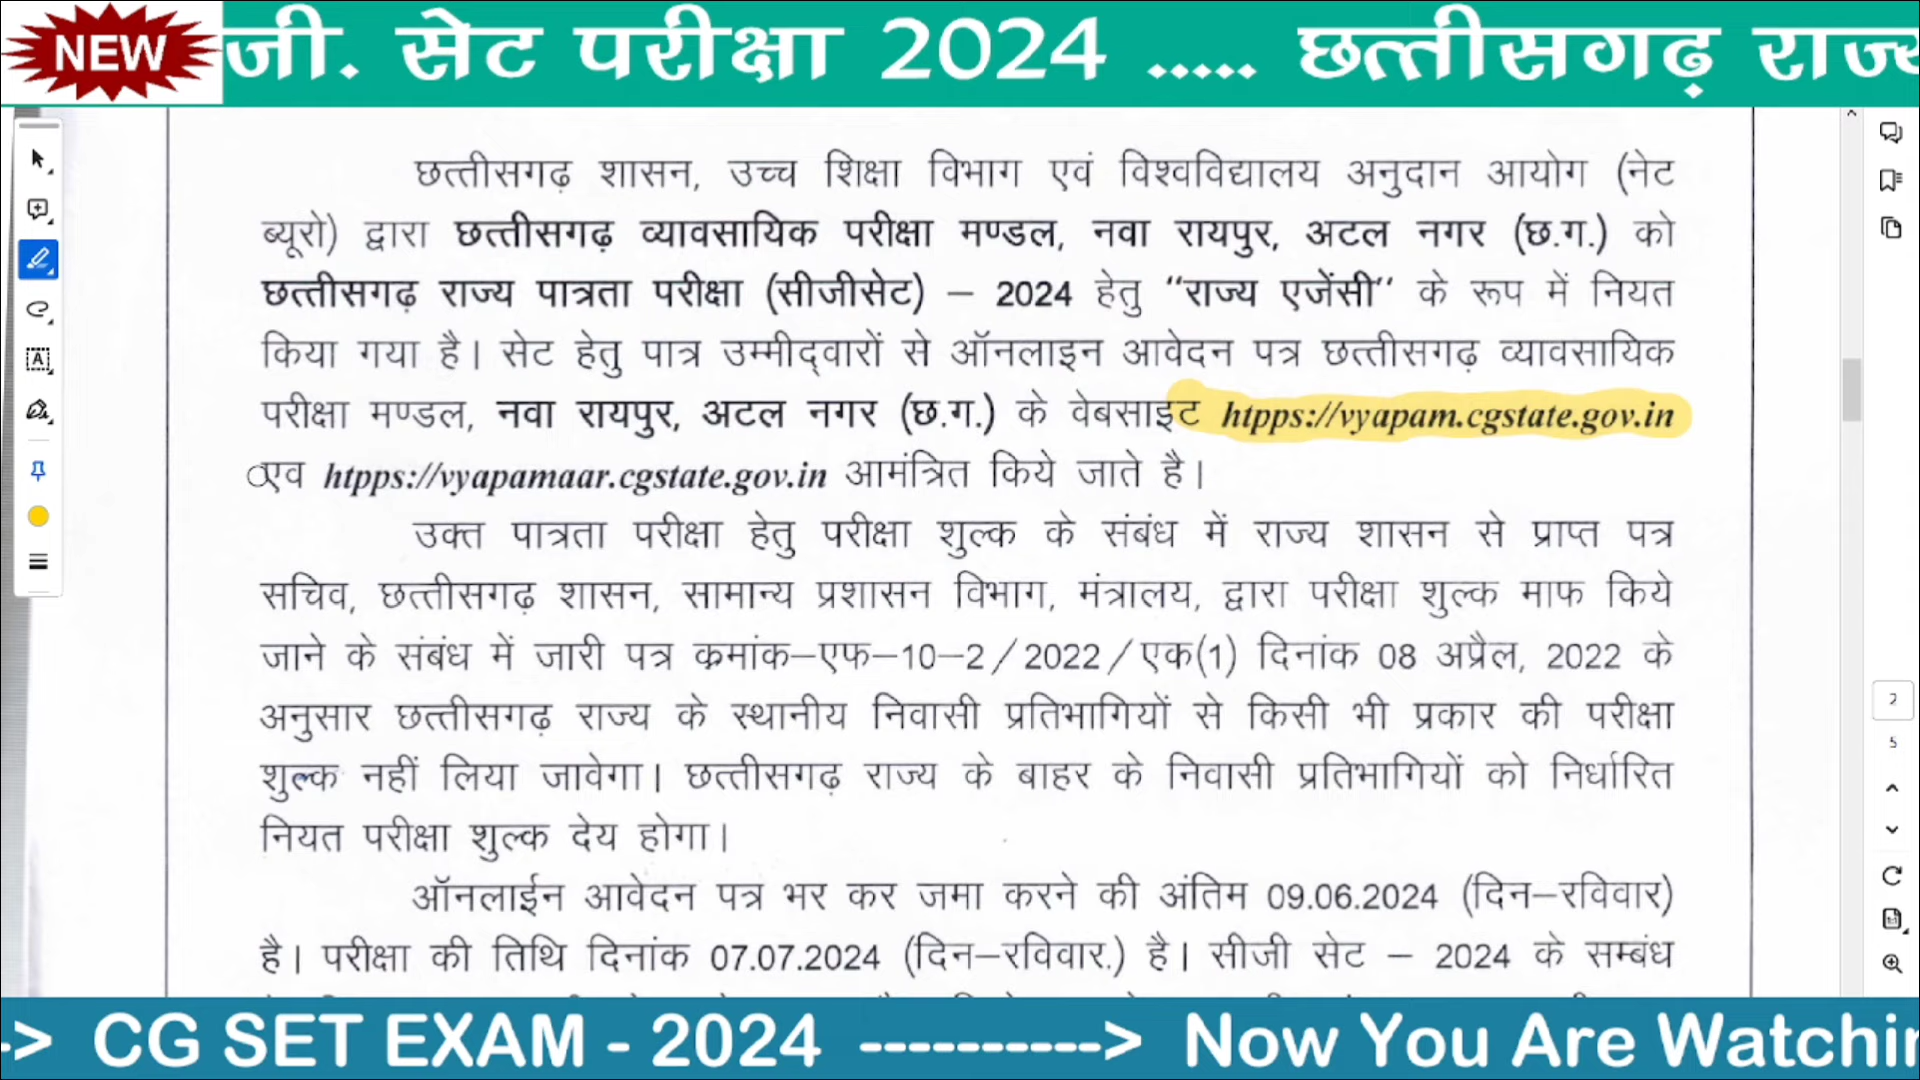 NEW
जी. सेट परीक्षा 2024 ..... छत्तीसगढ़ राज्य
छत्तीसगढ़ शासन, उच्च शिक्षा विभाग एवं विश्वविद्यालय अनुदान आयोग (नेट
ब्यूरो) द्वारा छत्तीसगढ़ व्यावसायिक परीक्षा मण्डल, नवा रायपुर, अटल नगर (छ.ग.) को
छत्तीसगढ़ राज्य पात्रता परीक्षा (सीजीसेट) – 2024 हेतु "राज्य एजेंसी" के रूप में नियत
किया गया है। सेट हेतु पात्र उम्मीद्वारों से ऑनलाइन आवेदन पत्र छत्तीसगढ़ व्यावसायिक
परीक्षा मण्डल, नवा रायपुर, अटल नगर (छ.ग.) के वेबसाइट htpps://vyapam.cgstate.gov.in
एव htpps://vyapamaar.cgstate.gov.in आमंत्रित किये जाते है।
उक्त पात्रता परीक्षा हेतु परीक्षा शुल्क के संबंध में राज्य शासन से प्राप्त पत्र
सचिव, छत्तीसगढ़ शासन, सामान्य प्रशासन विभाग, मंत्रालय, द्वारा परीक्षा शुल्क माफ किये
जाने के संबंध में जारी पत्र क्रमांक–एफ–10–2/2022/एक(1) दिनांक 08 अप्रैल, 2022 के
अनुसार छत्तीसगढ़ राज्य के स्थानीय निवासी प्रतिभागियों से किसी भी प्रकार की परीक्षा
शुल्क नहीं लिया जावेगा। छत्तीसगढ़ राज्य के बाहर के निवासी प्रतिभागियों को निर्धारित
नियत परीक्षा शुल्क देय होगा।
ऑनलाईन आवेदन पत्र भर कर जमा करने की अंतिम 09.06.2024 (दिन–रविवार)
है। परीक्षा की तिथि दिनांक 07.07.2024 (दिन–रविवार.) है। सीजी सेट – 2024 के सम्बंध
2
5
-> CG SET EXAM - 2024 ----------> Now You Are Watchin